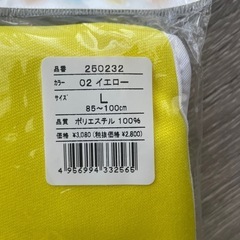 品番 250232
カラー 02 イエロー
サイズ L
85～100cm
品質 ポリエステル 100%
価格 ¥3,080(税抜価格 ¥2,800)
4 956994 332565